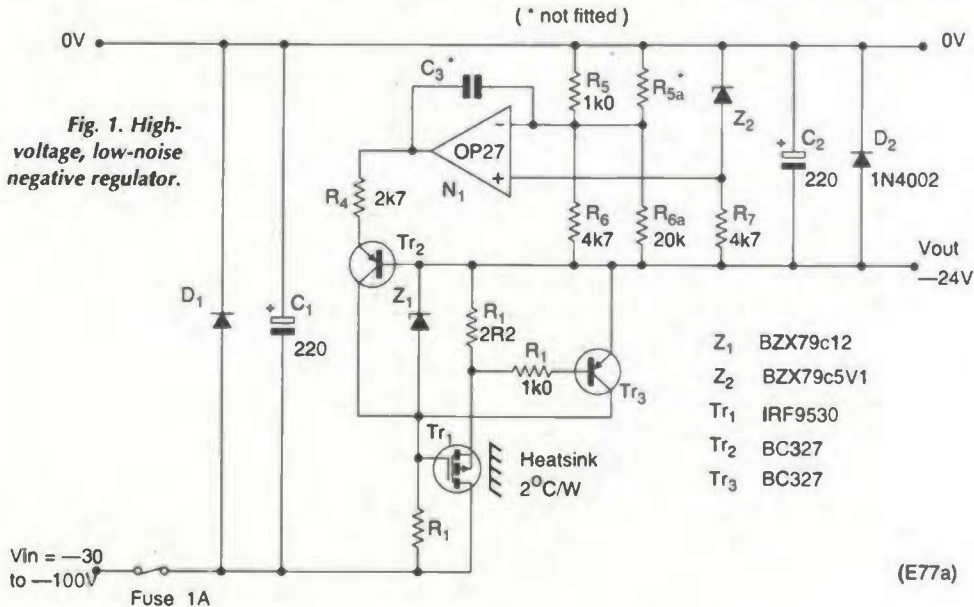 ( * not fitted )
0V
0V
C3 *
R5
1k0
R5a *
Fig. 1. High-
voltage, low-noise
negative regulator.
-
OP27
+
N1
Z2
+
C2
220
D2
1N4002
R4
2k7
R6
4k7
R6a
20k
R7
4k7
Tr2
Vout
—24V
D1
+
C1
220
Z1
R1
2R2
R1
1k0
Tr3
Z1 BZX79c12
Z2 BZX79c5V1
Tr1 IRF9530
Tr2 BC327
Tr3 BC327
Tr1
Heatsink
2°C/W
R1
Vin = —30
to —100V
Fuse 1A
(E77a)